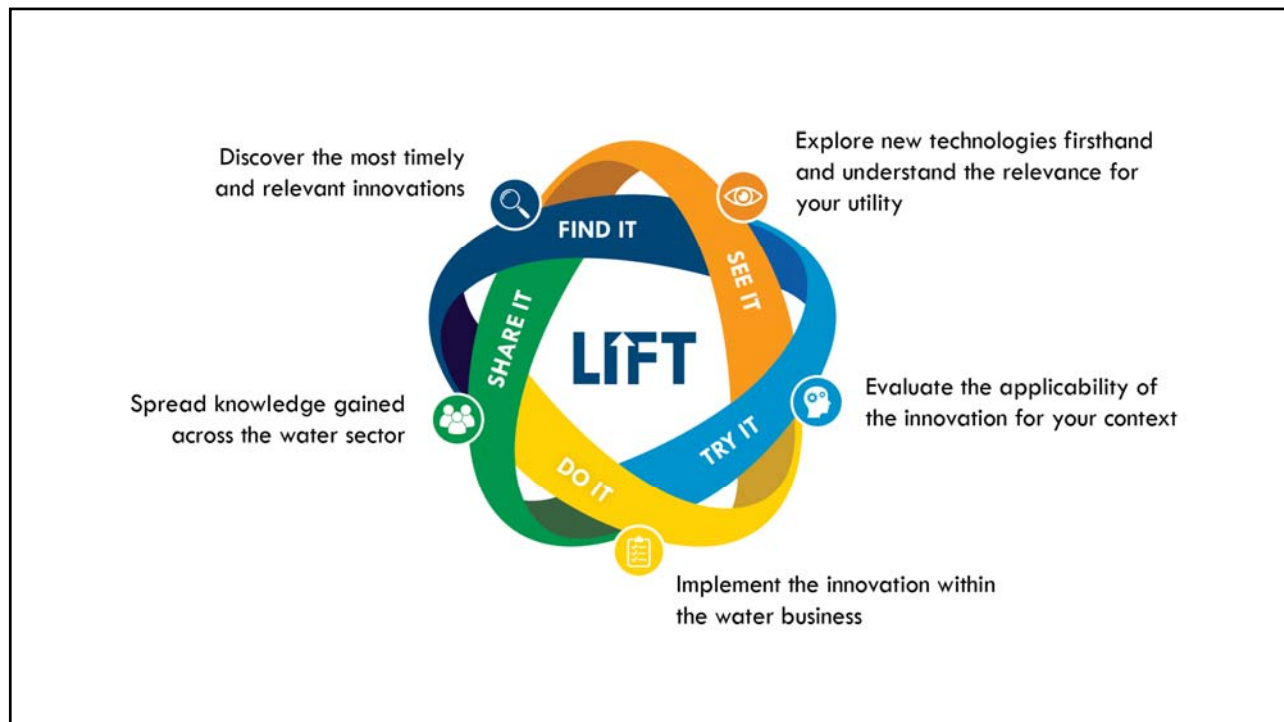 Discover the most timely
and relevant innovations
Explore new technologies firsthand
and understand the relevance for
your utility
FIND IT
SEE IT
SHARE IT
LIFT
Spread knowledge gained
across the water sector
Evaluate the applicability of
the innovation for your context
TRY IT
DO IT
Implement the innovation within
the water business